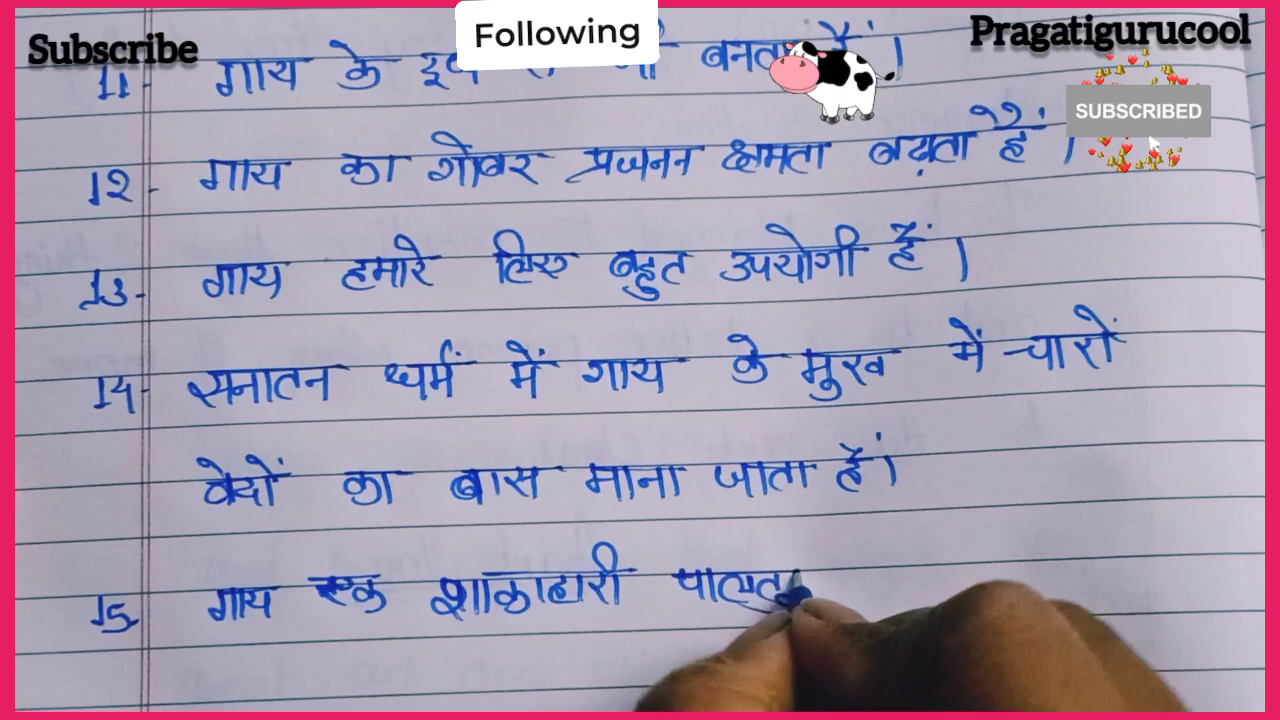 Subscribe
Following
Pragatigurucool
SUBSCRIBED
11- गाय के बनता हैं।
12- गाय का गोबर प्रजनन क्षमता बढ़ता है।
13- गाय हमारे लिए बहुत उपयोगी हैं।
14- सनातन धर्म में गाय के मुख में चारों
वेदों का बास माना जाता हैं।
15 गाय एक शाकाहारी पालत